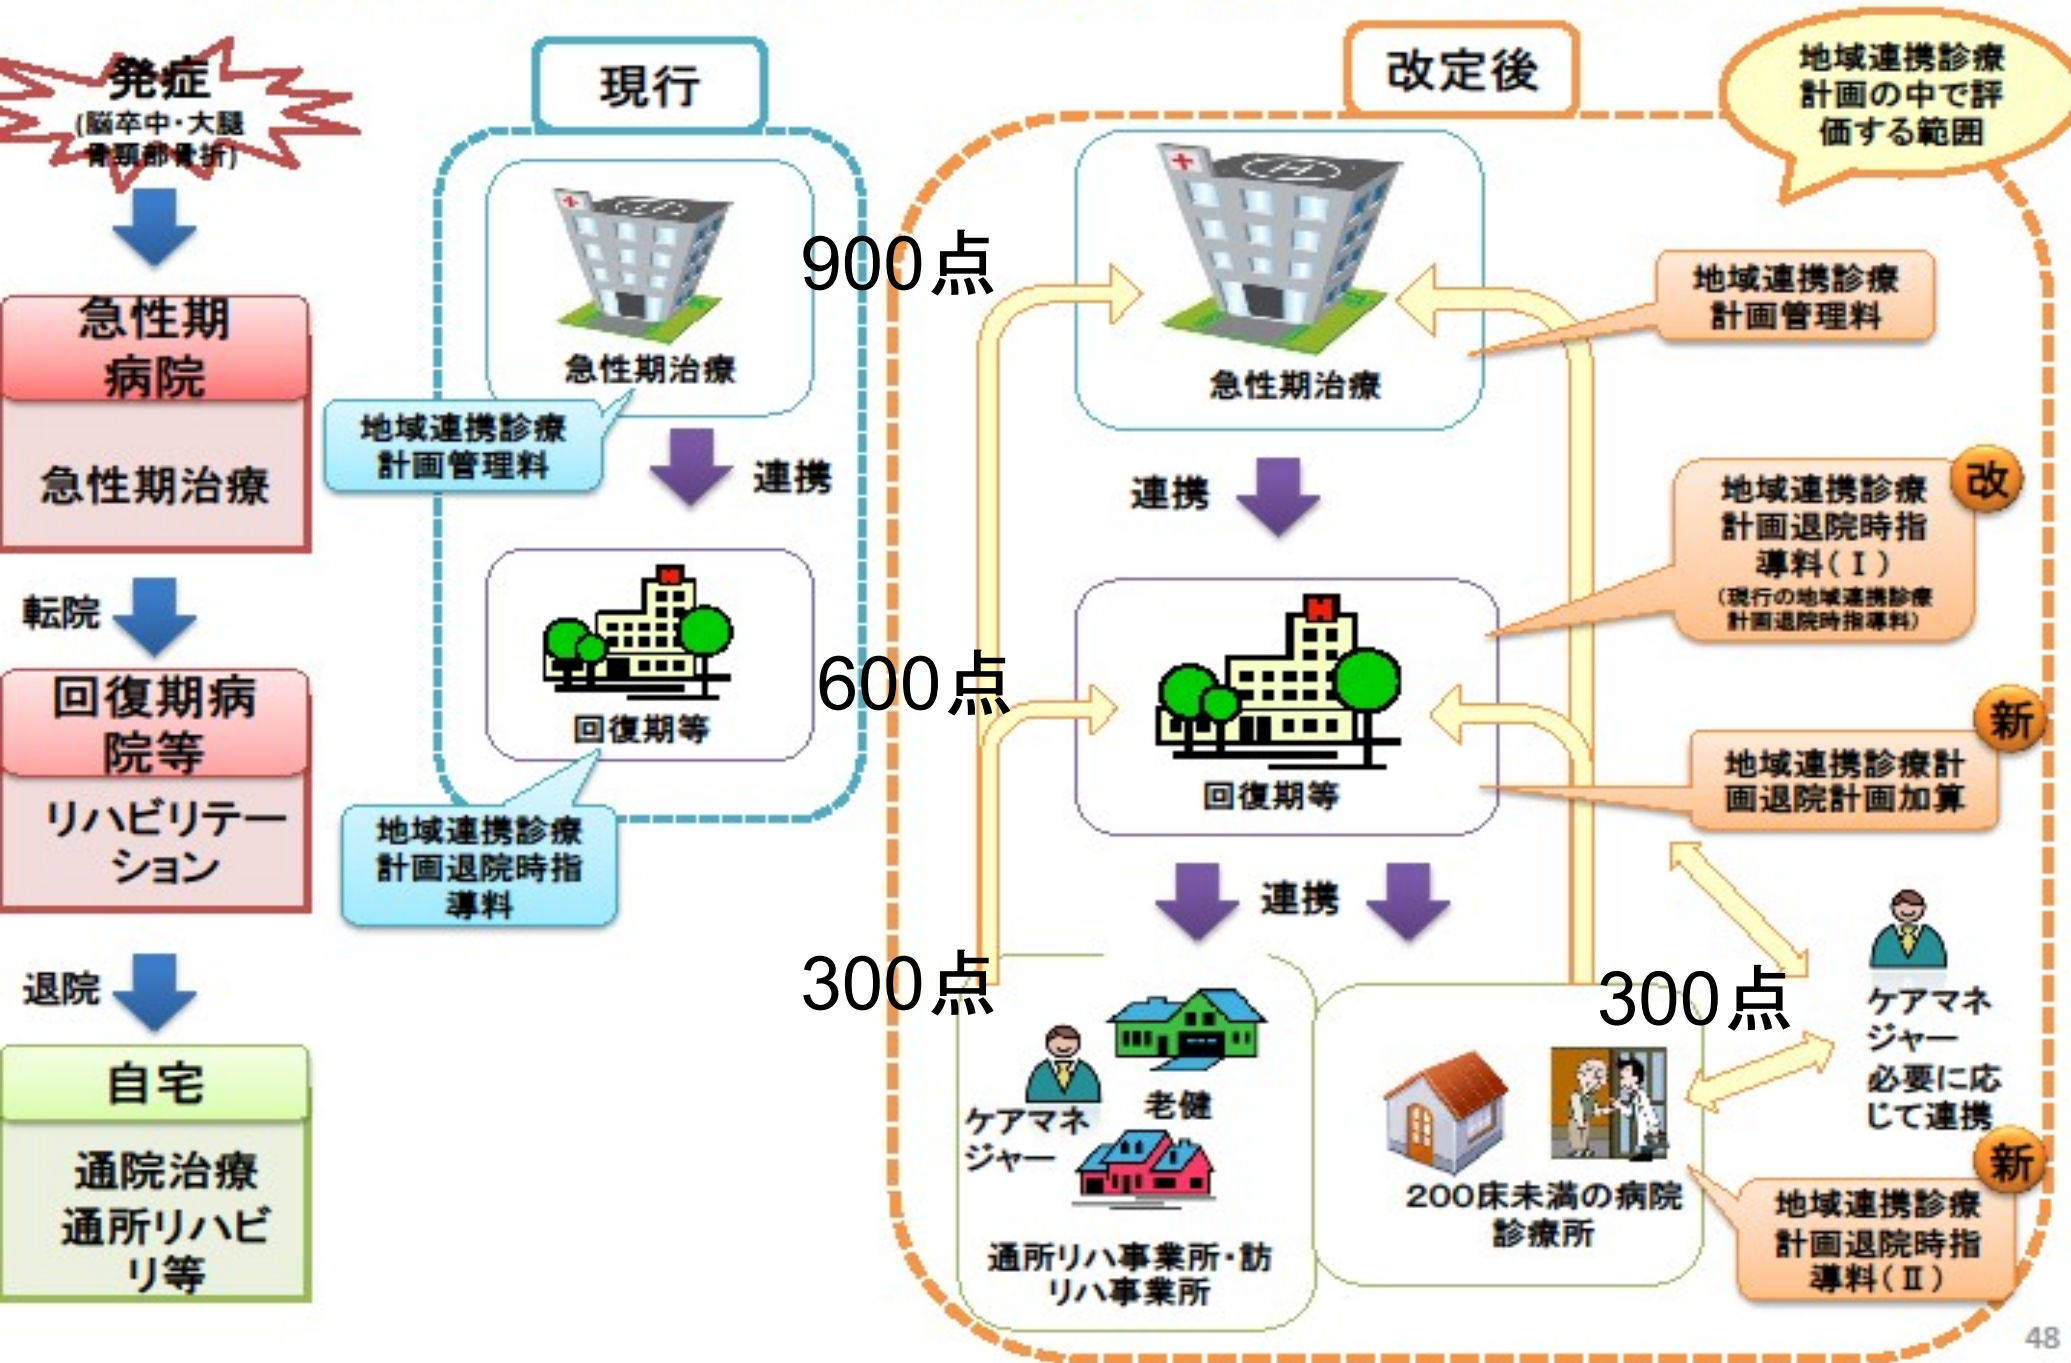 発症
(脳卒中・大腿
骨頸部骨折)
急性期
病院
急性期治療
転院
回復期病
院等
リハビリテー
ション
退院
自宅
通院治療
通所リハビ
リ等
現行
急性期治療
地域連携診療
計画管理料
連携
回復期等
地域連携診療
計画退院時指
導料
改定後
地域連携診療
計画の中で評
価する範囲
900点
急性期治療
地域連携診療
計画管理料
連携
地域連携診療
計画退院時指
導料(Ⅰ)
(現行の地域連携診療
計画退院時指導料)
改
600点
回復期等
新
地域連携診療計
画退院計画加算
連携
300点
ケアマネ
ジャー
老健
通所リハ事業所・訪
リハ事業所
300点
200床未満の病院
診療所
ケアマネ
ジャー
必要に応
じて連携
新
地域連携診療
計画退院時指
導料(Ⅱ)
48